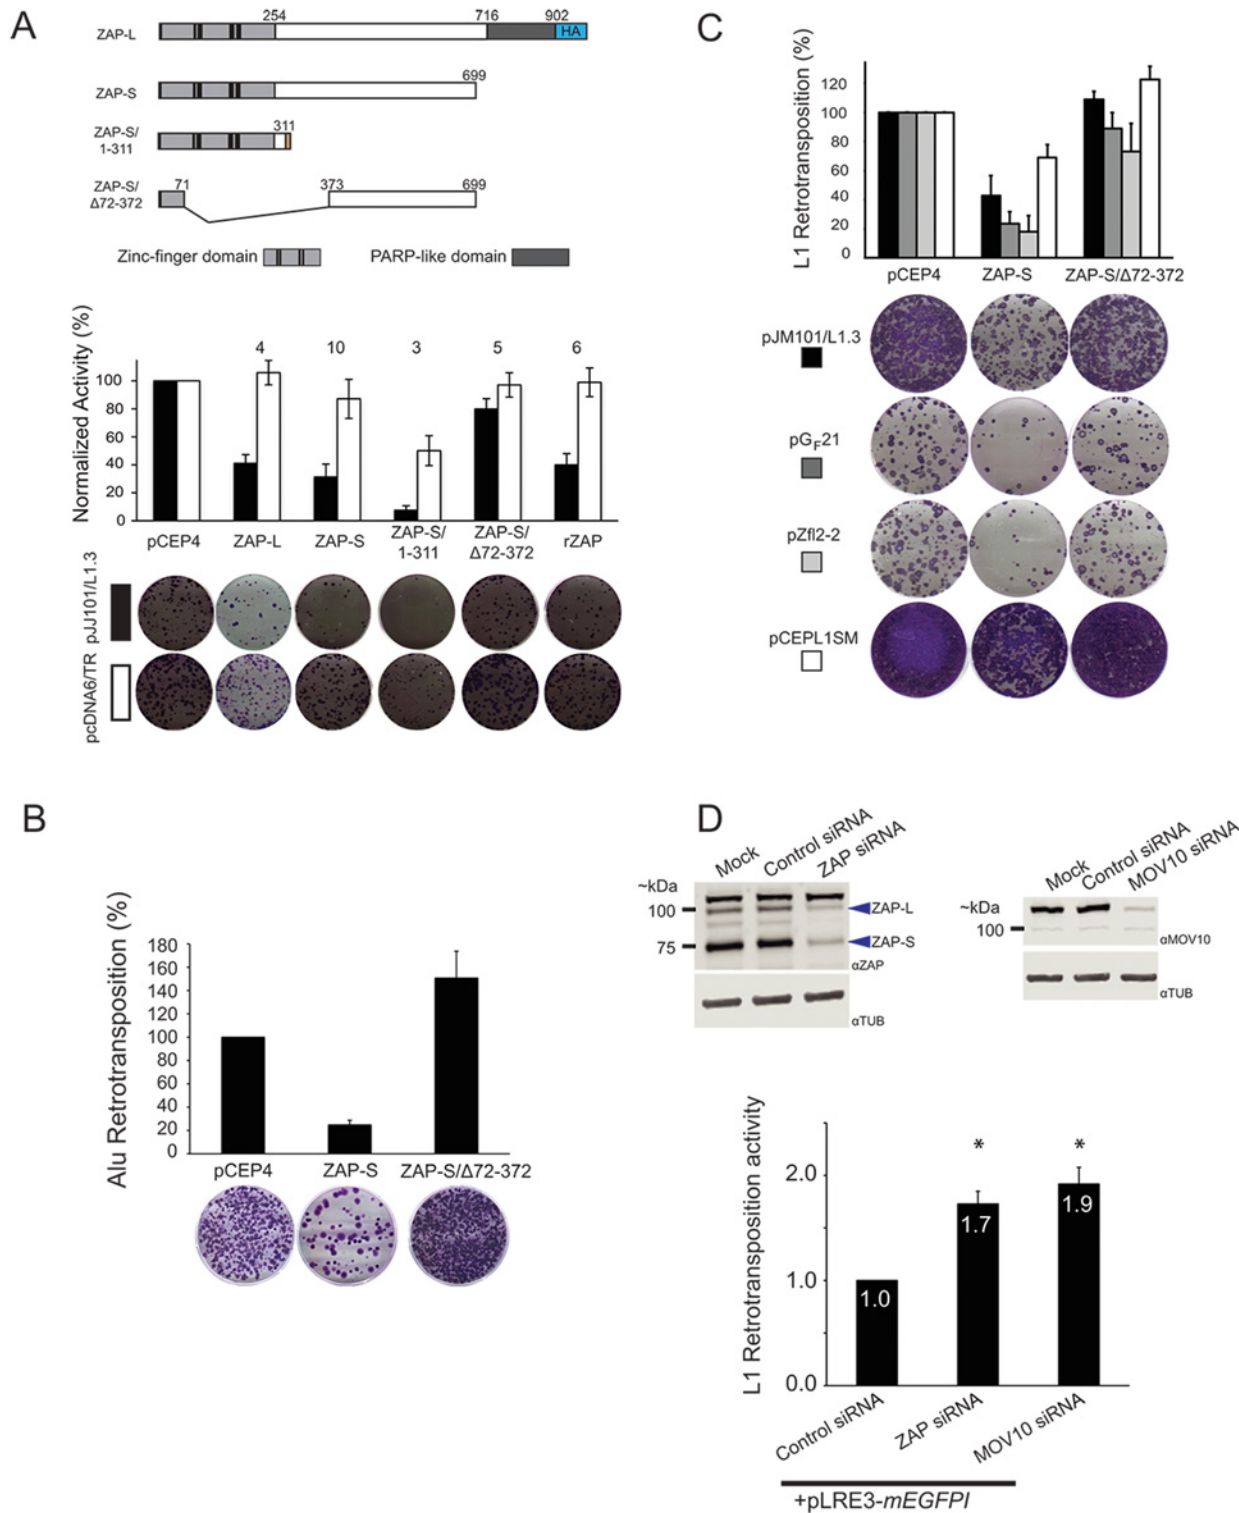 A
254
716
902
ZAP-L
HA
699
ZAP-S
311
ZAP-S/
1-311
ZAP-S/
Δ72-372
71
373
699
Zinc-finger domain
PARP-like domain
Normalized Activity (%)
4
10
3
5
6
100
80
60
40
20
0
pCEP4
ZAP-L
ZAP-S
ZAP-S/
1-311
ZAP-S/
Δ72-372
rZAP
pJJ101/L1.3
pcDNA6/TR
B
Alu Retrotransposition (%)
180
160
140
120
100
80
60
40
20
0
pCEP4
ZAP-S
ZAP-S/Δ72-372
C
L1 Retrotransposition (%)
120
100
80
60
40
20
0
pCEP4
ZAP-S
ZAP-S/Δ72-372
pJM101/L1.3
pGF21
pZfl2-2
pCEPL1SM
D
Mock
Control siRNA
ZAP siRNA
~kDa
100
75
ZAP-L
ZAP-S
αZAP
αTUB
Mock
Control siRNA
MOV10 siRNA
~kDa
100
αMOV10
αTUB
L1 Retrotransposition activity
2.0
1.0
0.0
*
*
1.0
1.7
1.9
Control siRNA
ZAP siRNA
MOV10 siRNA
+pLRE3-mEGFPI